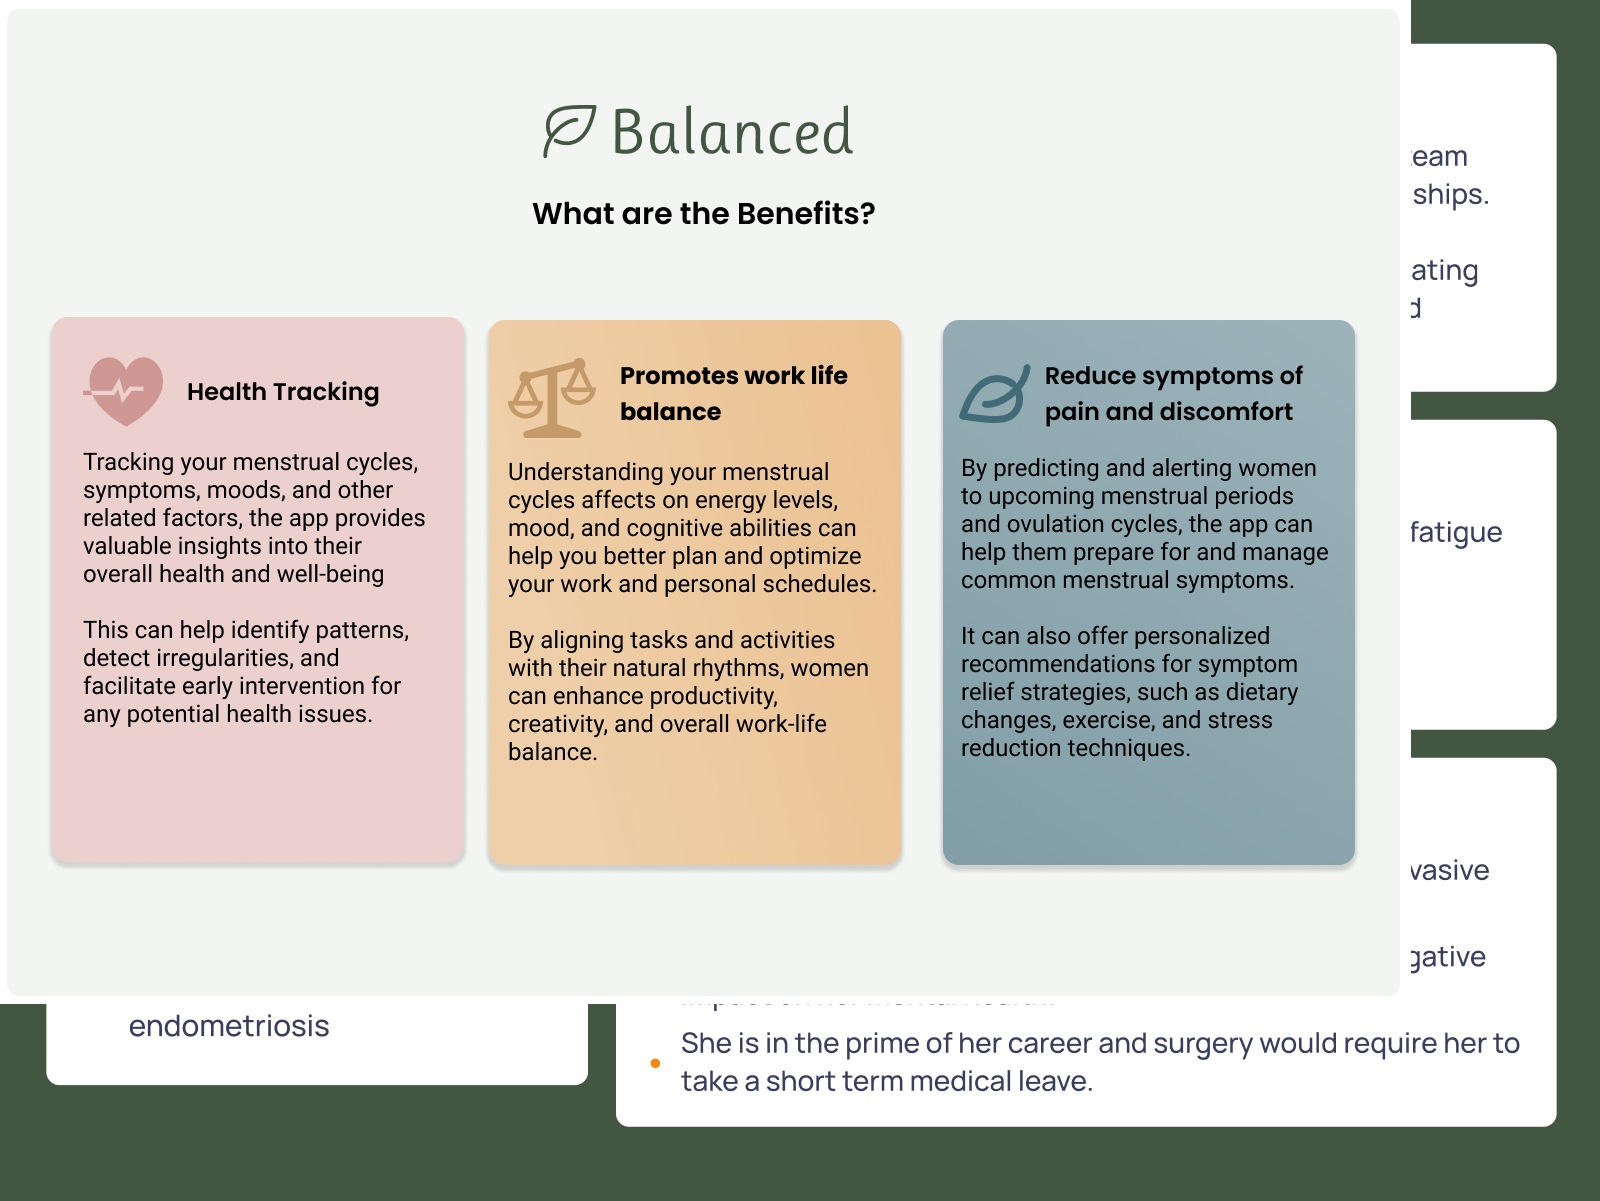 Balanced
What are the Benefits?
Health Tracking
Tracking your menstrual cycles,
symptoms, moods, and other
related factors, the app provides
valuable insights into their
overall health and well-being
This can help identify patterns,
detect irregularities, and
facilitate early intervention for
any potential health issues.
Promotes work life
balance
Understanding your menstrual
cycles affects on energy levels,
mood, and cognitive abilities can
help you better plan and optimize
your work and personal schedules.
By aligning tasks and activities
with their natural rhythms, women
can enhance productivity,
creativity, and overall work-life
balance.
Reduce symptoms of
pain and discomfort
By predicting and alerting women
to upcoming menstrual periods
and ovulation cycles, the app can
help them prepare for and manage
common menstrual symptoms.
It can also offer personalized
recommendations for symptom
relief strategies, such as dietary
changes, exercise, and stress
reduction techniques.
team
ships.
ating
d
fatigue
vasive
gative
endometriosis
She is in the prime of her career and surgery would require her to
take a short term medical leave.